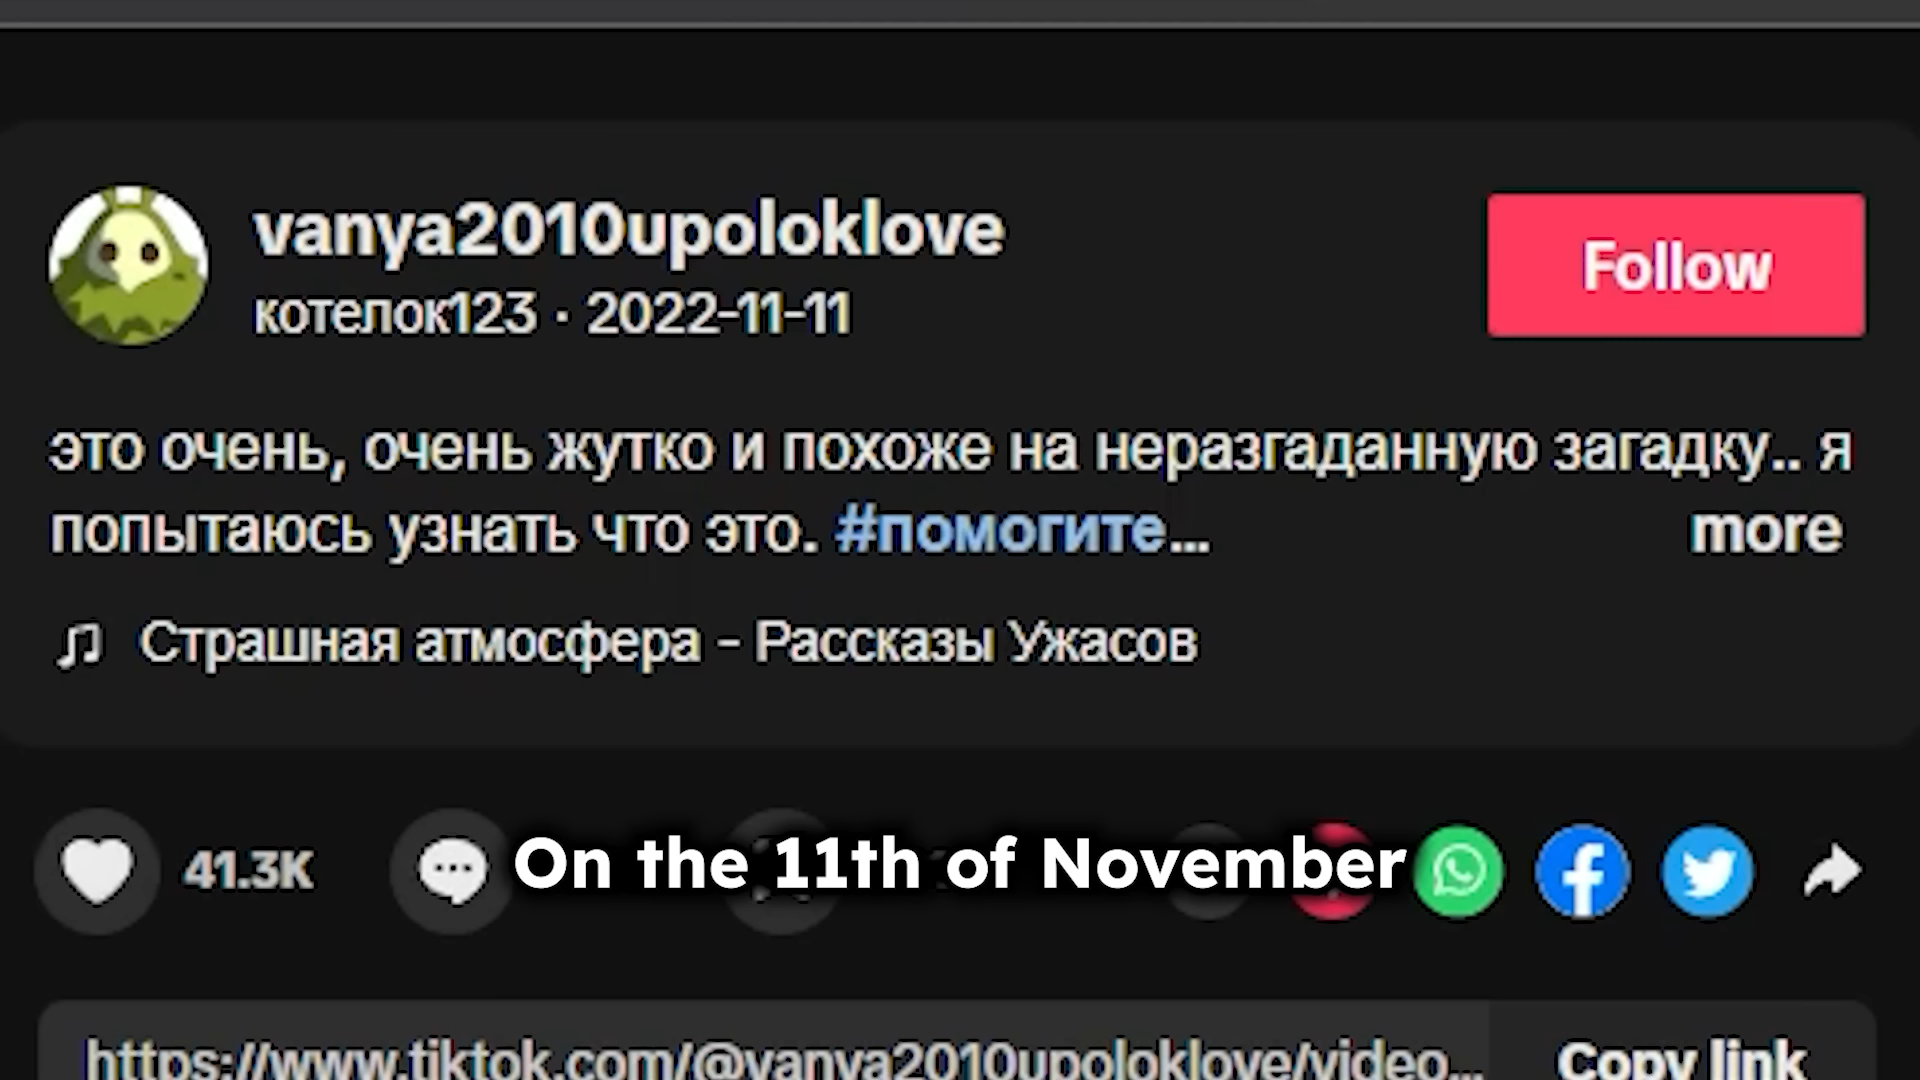 vanya2010upoloklove
котелок123 · 2022-11-11
Follow
это очень, очень жутко и похоже на неразгаданную загадку.. я
попытаюсь узнать что это. #помогите...
more
Страшная атмосфера - Рассказы Ужасов
41.3K
On the 11th of November
https://www.tiktok.com/@vanya2010upoloklove/video...
Copy link